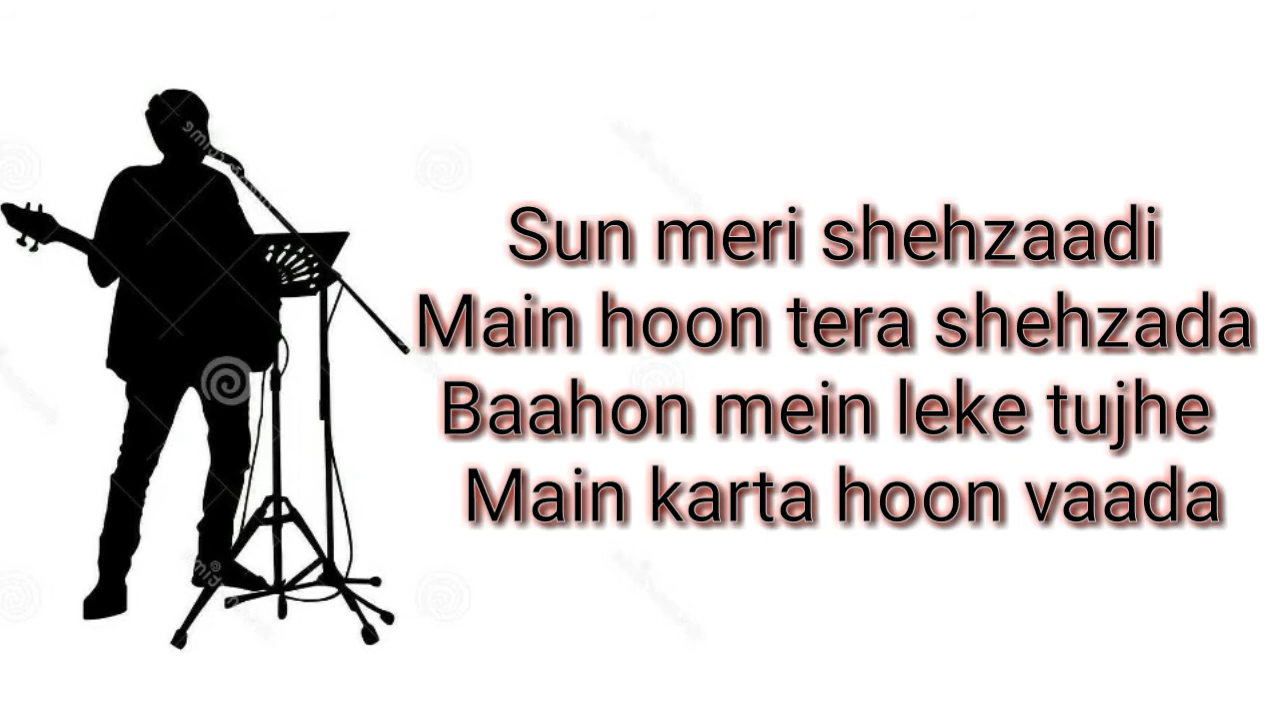 Sun meri shehzaadi
Main hoon tera shehzada
Baahon mein leke tujhe
Main karta hoon vaada